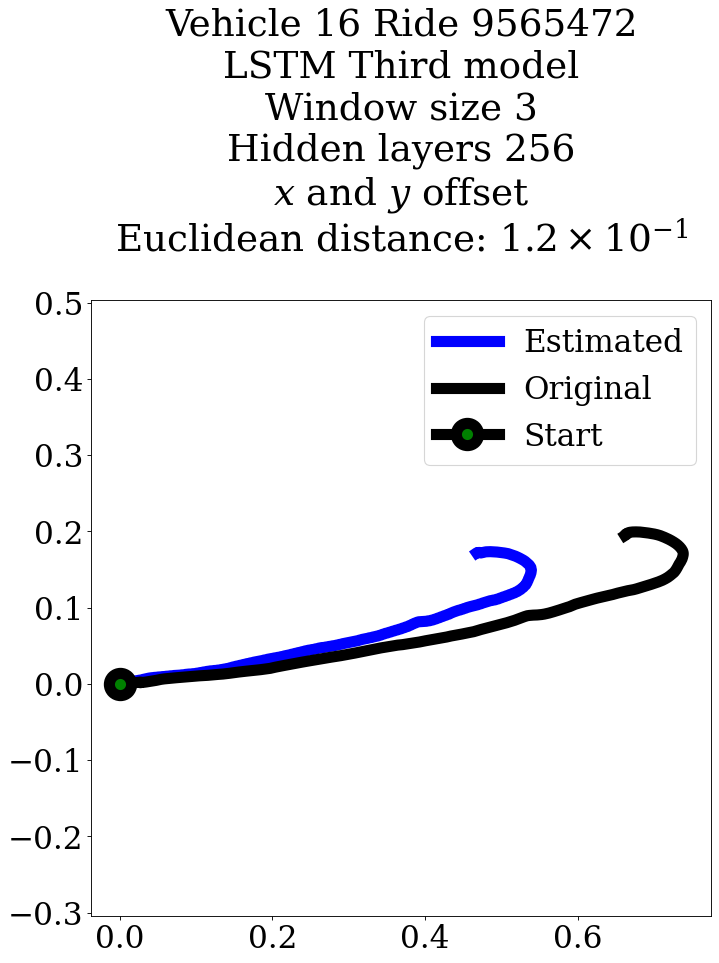 Vehicle 16 Ride 9565472
LSTM Third model
Window size 3
Hidden layers 256
x and y offset
Euclidean distance: 1.2 × 10⁻¹
Estimated
Original
Start
0.5
0.4
0.3
0.2
0.1
0.0
−0.1
−0.2
−0.3
0.0 0.2 0.4 0.6